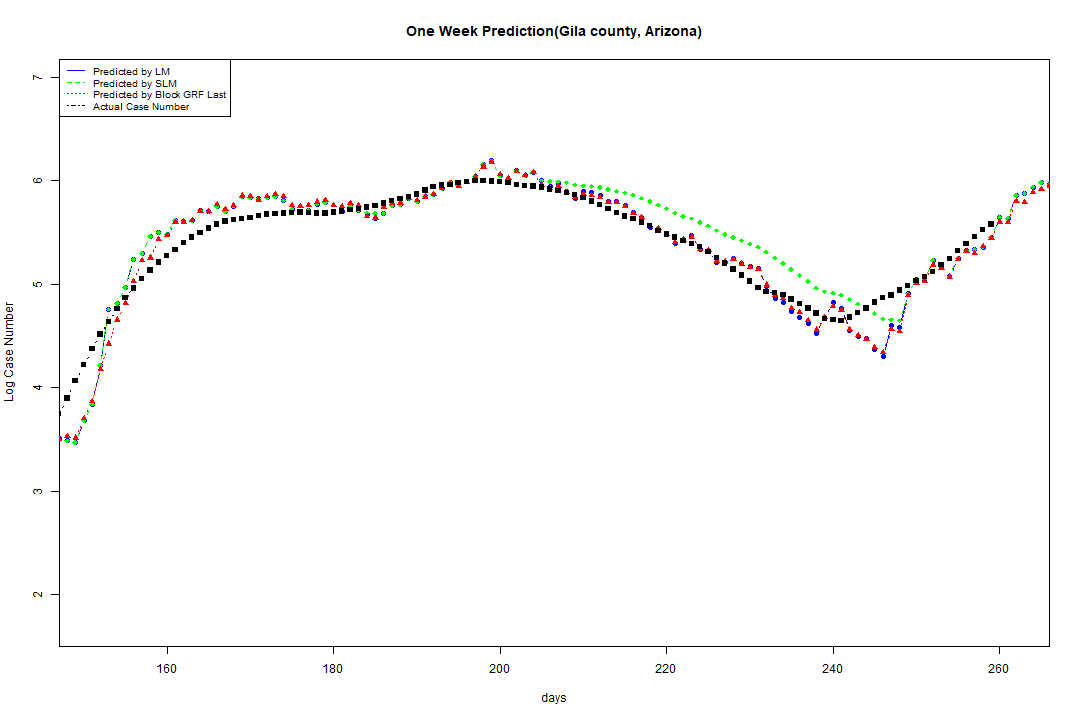 One Week Prediction(Gila county, Arizona)
Predicted by LM
Predicted by SLM
Predicted by Block GRF Last
Actual Case Number
7
6
5
4
3
2
Log Case Number
160
180
200
220
240
260
days